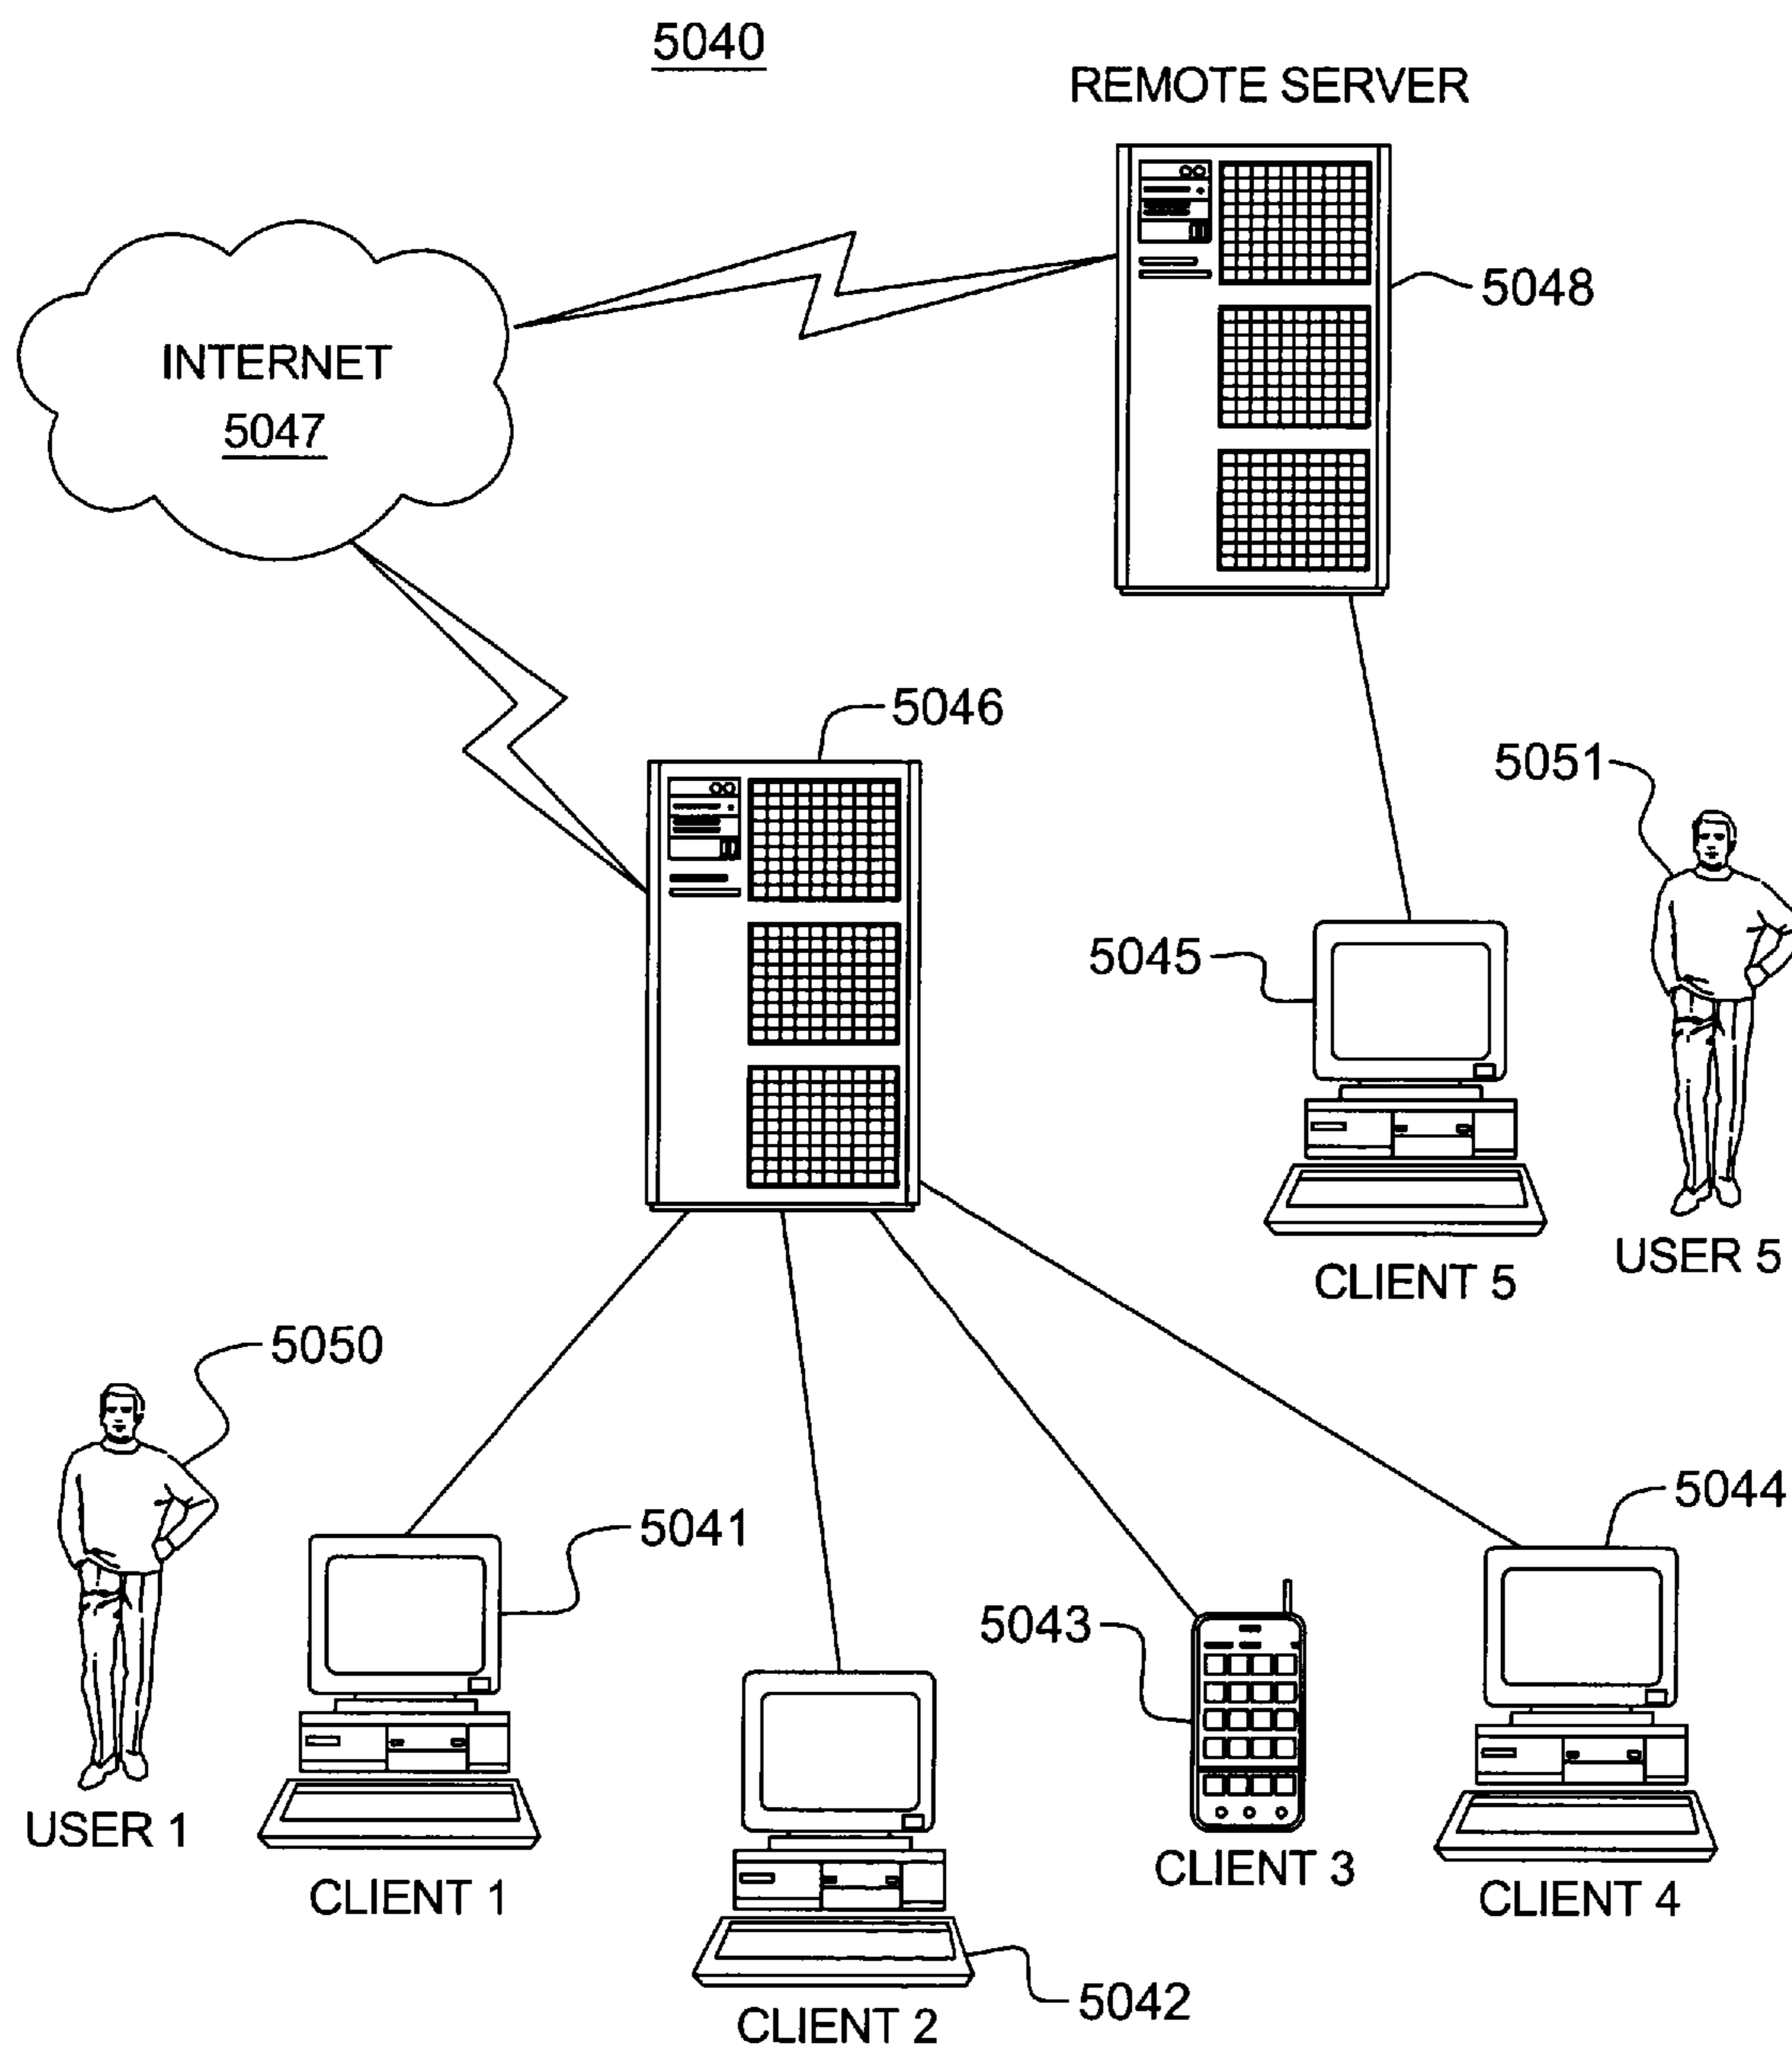 5040
REMOTE SERVER
5048
INTERNET
5047
5046
5051
5045
USER 5
CLIENT 5
5050
5044
5041
5043
USER 1
CLIENT 3
CLIENT 1
CLIENT 4
5042
CLIENT 2